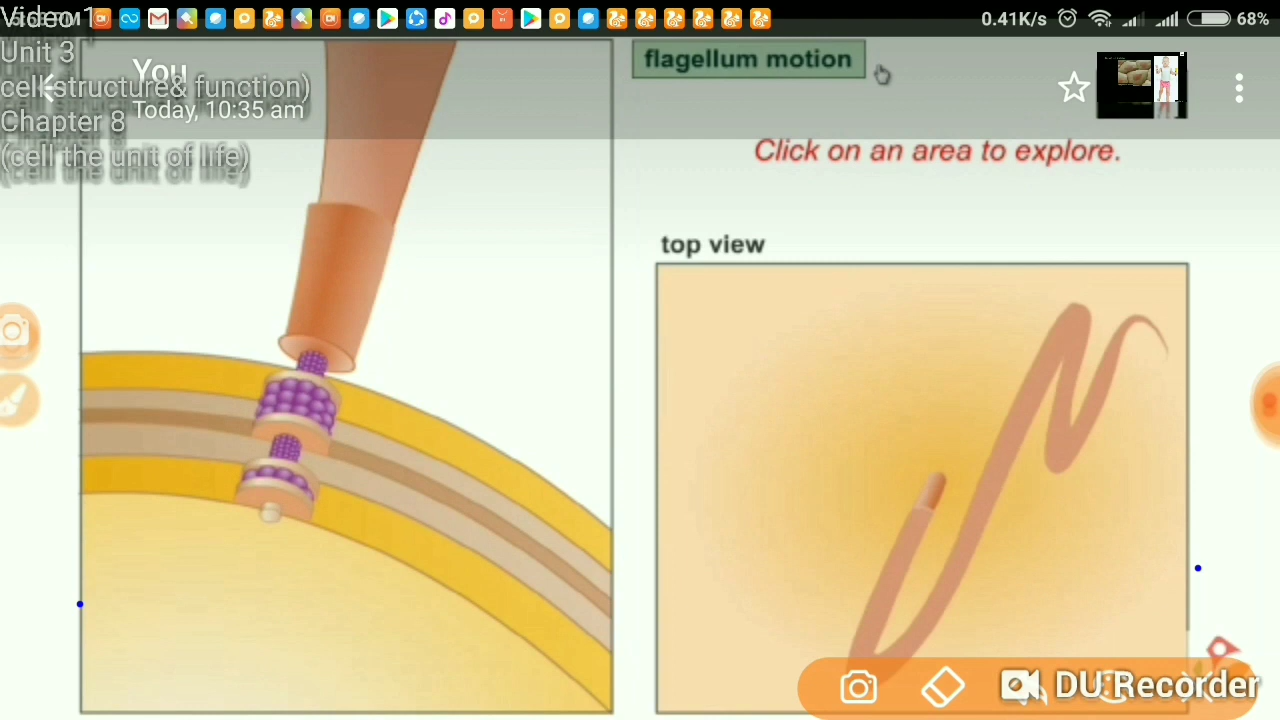 Video 1
0.41K/s
68%
Unit 3
cell structure& function)
Chapter 8
(cell the unit of life)
You
Today, 10:35 am
flagellum motion
Click on an area to explore.
top view
DU Recorder